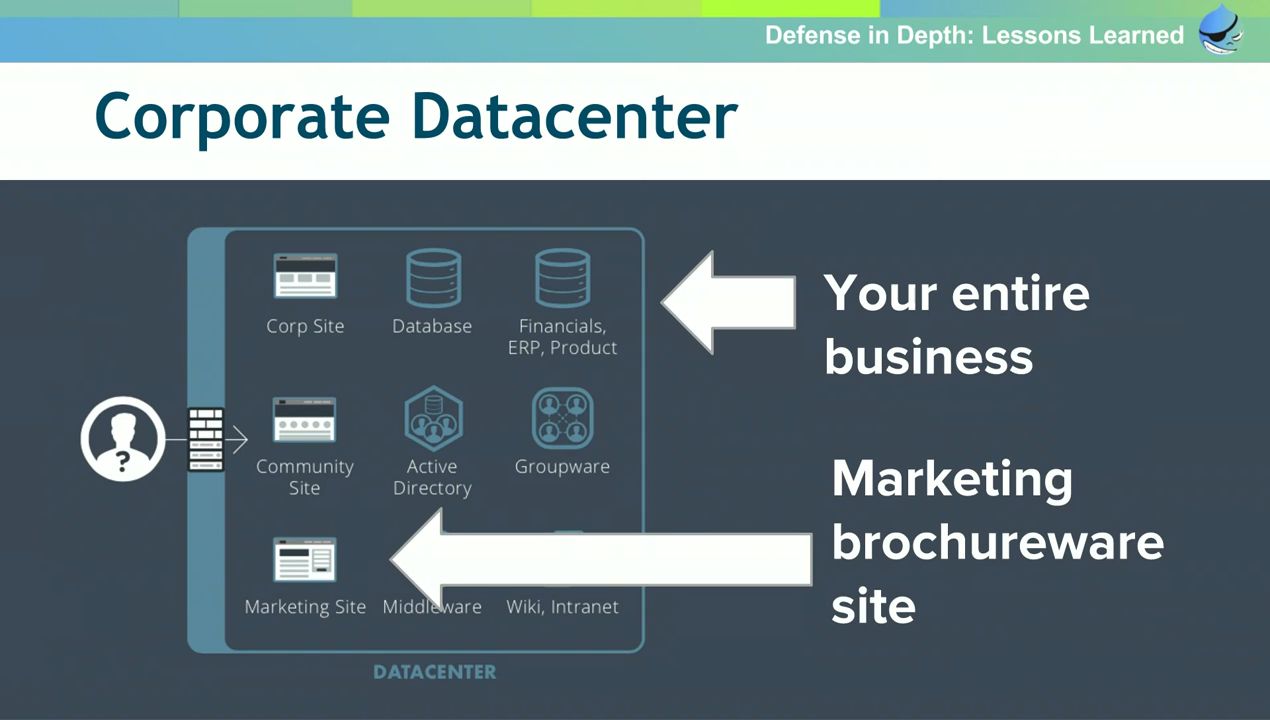 Defense in Depth: Lessons Learned
Corporate Datacenter
Corp Site
Database
Financials,
ERP, Product
Your entire
business
?
Community
Site
Active
Directory
Groupware
Marketing Site
Middleware
Wiki, Intranet
Marketing
brochureware
site
DATACENTER